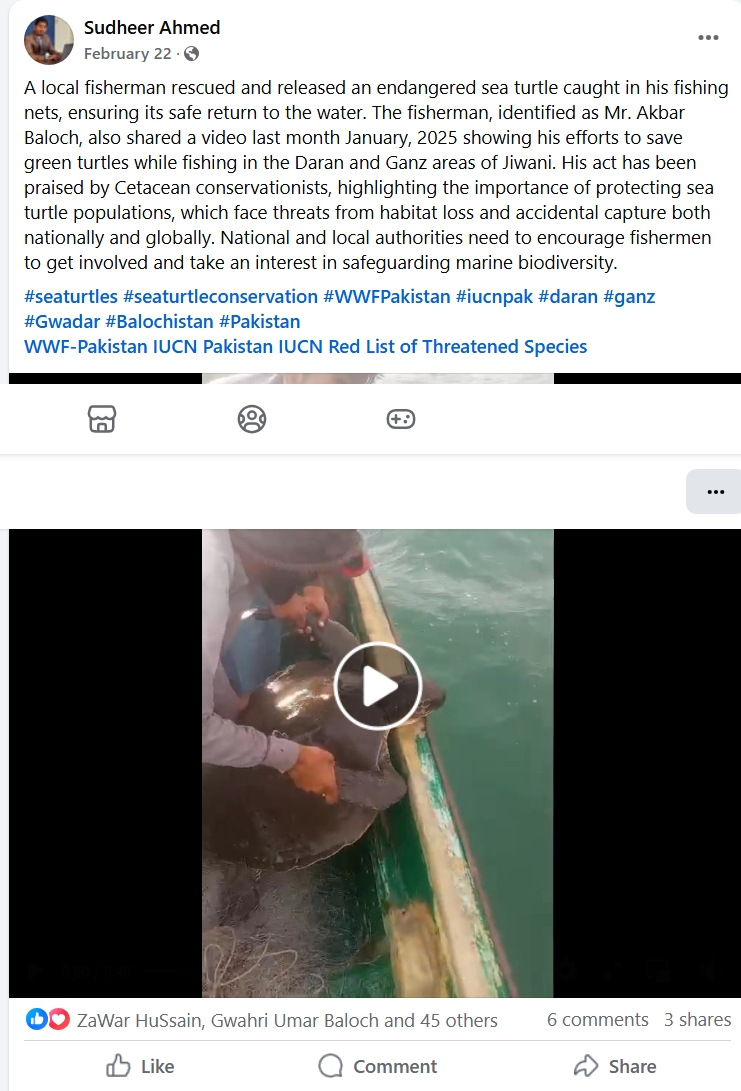 Sudheer Ahmed
February 22 ·
A local fisherman rescued and released an endangered sea turtle caught in his fishing
nets, ensuring its safe return to the water. The fisherman, identified as Mr. Akbar
Baloch, also shared a video last month January, 2025 showing his efforts to save
green turtles while fishing in the Daran and Ganz areas of Jiwani. His act has been
praised by Cetacean conservationists, highlighting the importance of protecting sea
turtle populations, which face threats from habitat loss and accidental capture both
nationally and globally. National and local authorities need to encourage fishermen
to get involved and take an interest in safeguarding marine biodiversity.
#seaturtles #seaturtleconservation #WWFPakistan #iucnpak #daran #ganz
#Gwadar #Balochistan #Pakistan
WWF-Pakistan IUCN Pakistan IUCN Red List of Threatened Species
ZaWar HuSsain, Gwahri Umar Baloch and 45 others 6 comments 3 shares
Like Comment Share